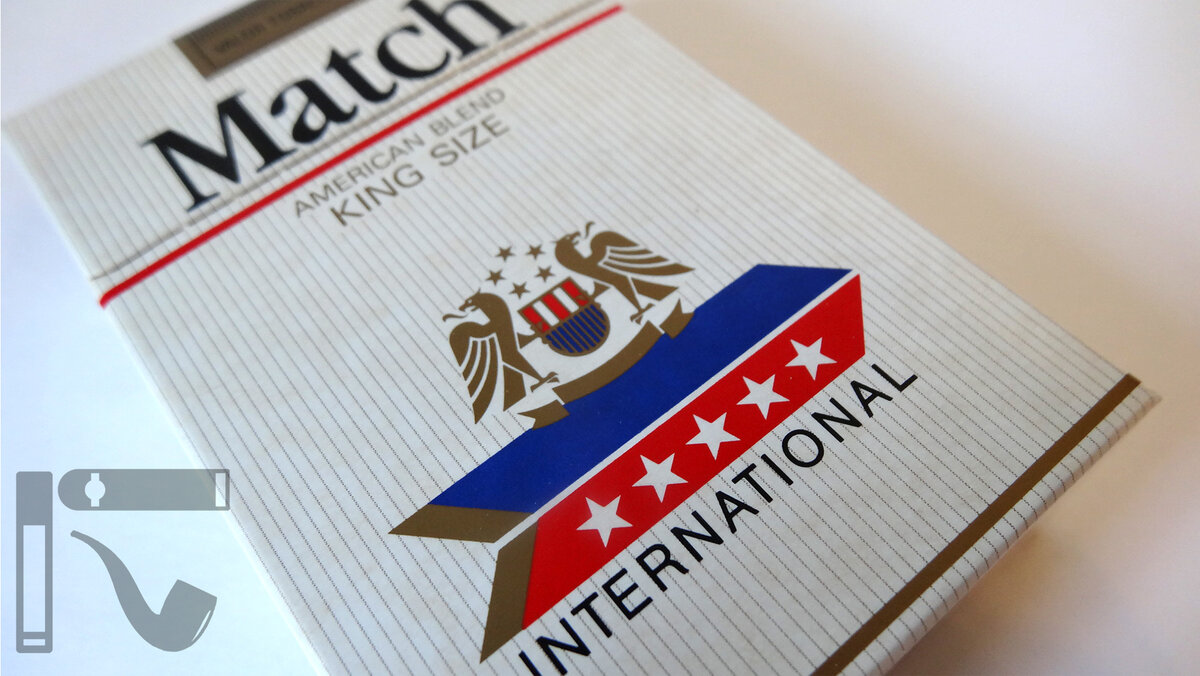 Match
AMERICAN BLEND
KING SIZE
INTERNATIONAL